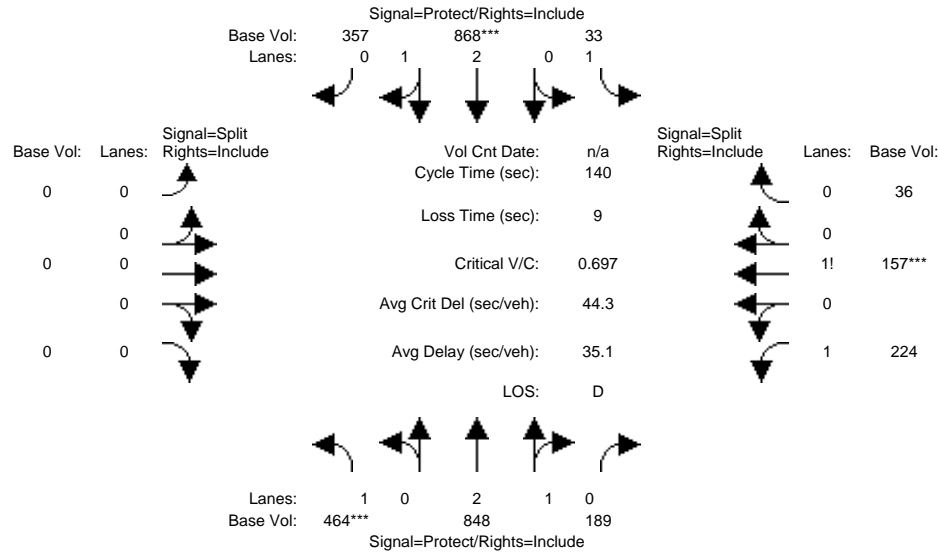 Signal=Protect/Rights=Include
Base Vol: 357 868*** 33
Lanes: 0 1 2 0 1
Signal=Split
Base Vol: Lanes: Rights=Include
Vol Cnt Date: n/a
Signal=Split
Rights=Include Lanes: Base Vol:
Cycle Time (sec): 140
0 0
0 36
Loss Time (sec): 9
0
0
0 0
Critical V/C: 0.697
1! 157***
0
Avg Crit Del (sec/veh): 44.3
0
0 0
Avg Delay (sec/veh): 35.1
1 224
LOS: D
Lanes: 1 0 2 1 0
Base Vol: 464*** 848 189
Signal=Protect/Rights=Include